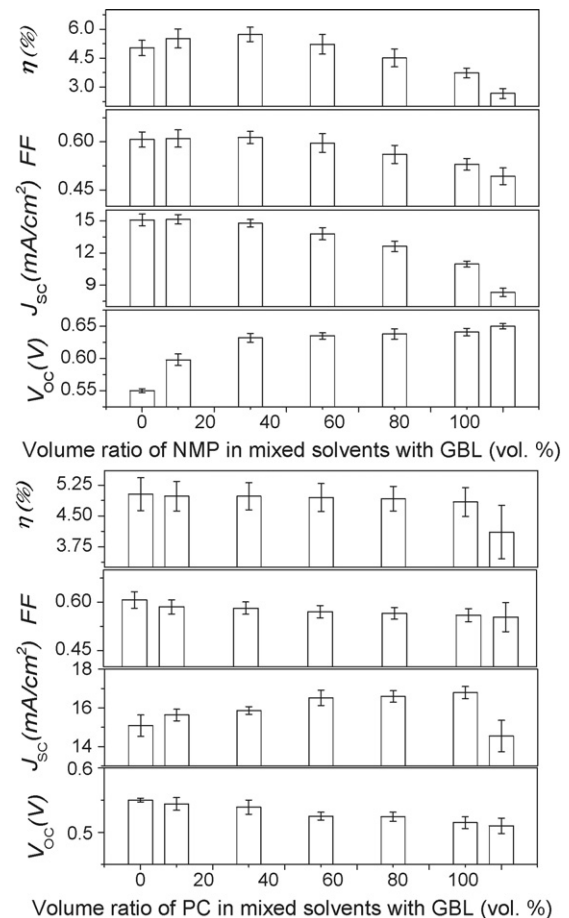 η(%)
6.0
4.5
3.0
FF
0.60
0.45
J_SC(mA/cm²)
15
12
9
V_OC(V)
0.65
0.60
0.55
0 20 40 60 80 100
Volume ratio of NMP in mixed solvents with GBL (vol. %)
η(%)
5.25
4.50
3.75
FF
0.60
0.45
J_SC(mA/cm²)
18
16
14
V_OC(V)
0.6
0.5
0 20 40 60 80 100
Volume ratio of PC in mixed solvents with GBL (vol. %)